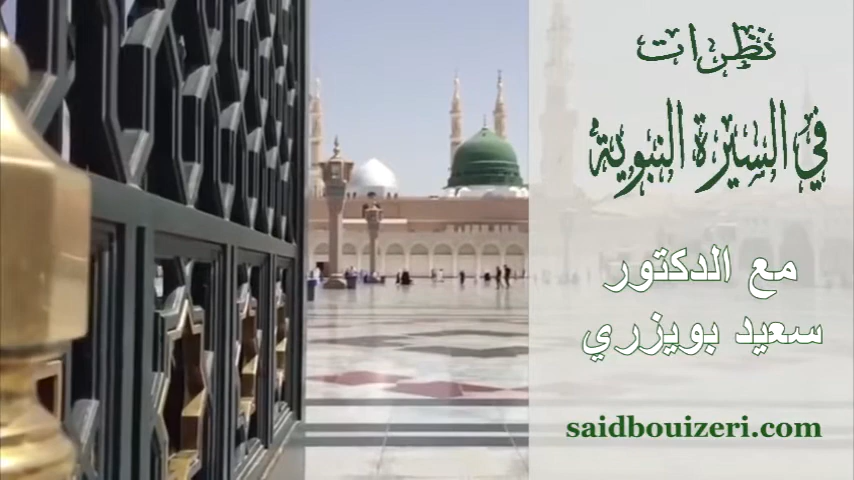 نظرات
في السيرة النبوية
مع الدكتور
سعيد بويزري
saidbouizeri.com